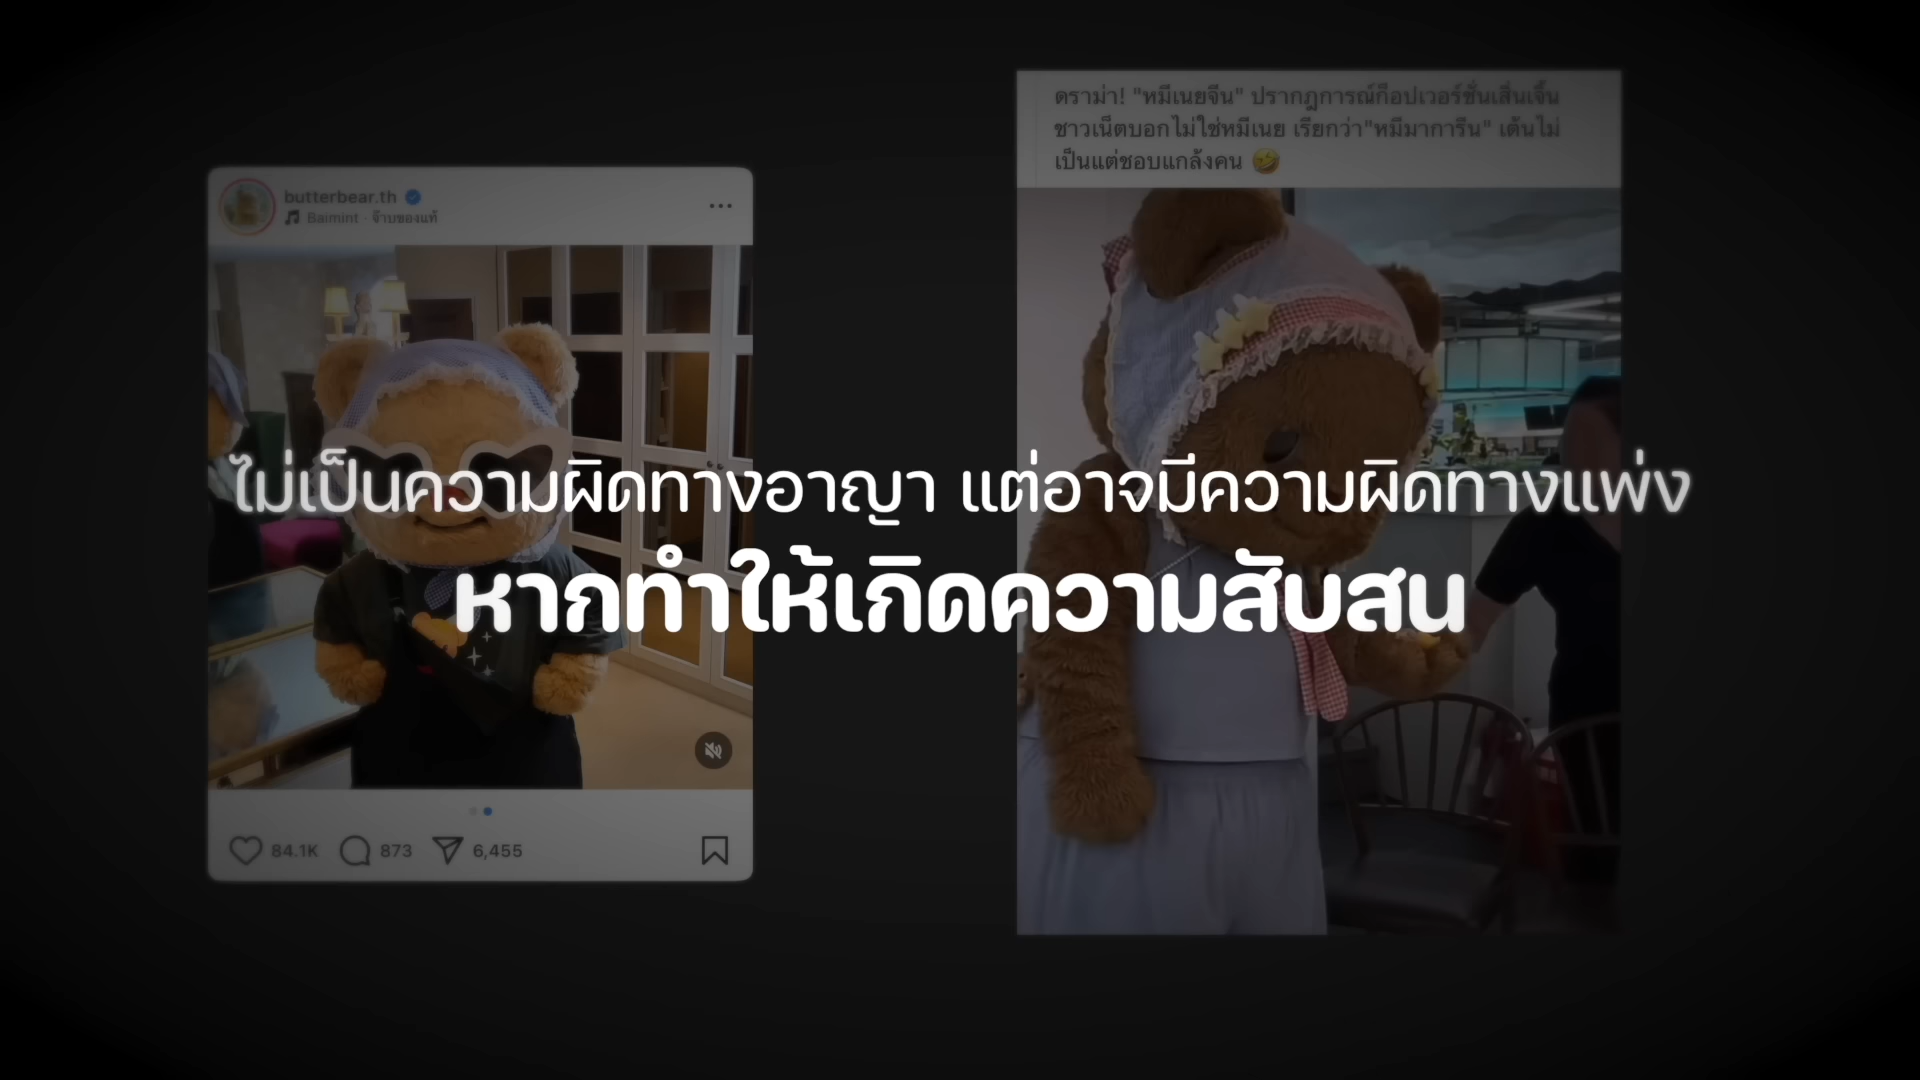 butterbear.th
Baimint · จ๊าบของแท้
84.1K 873 6,455
ดราม่า! "หมีเนยจีน" ปรากฏการณ์ก็อปเวอร์ชั่นเสิ่นเจิ้น
ชาวเน็ตบอกไม่ใช่หมีเนย เรียกว่า"หมีมาการีน" เต้นไม่
เป็นแต่ชอบแกล้งคน 🤣
ไม่เป็นความผิดทางอาญา แต่อาจมีความผิดทางแพ่ง
หากทำให้เกิดความสับสน